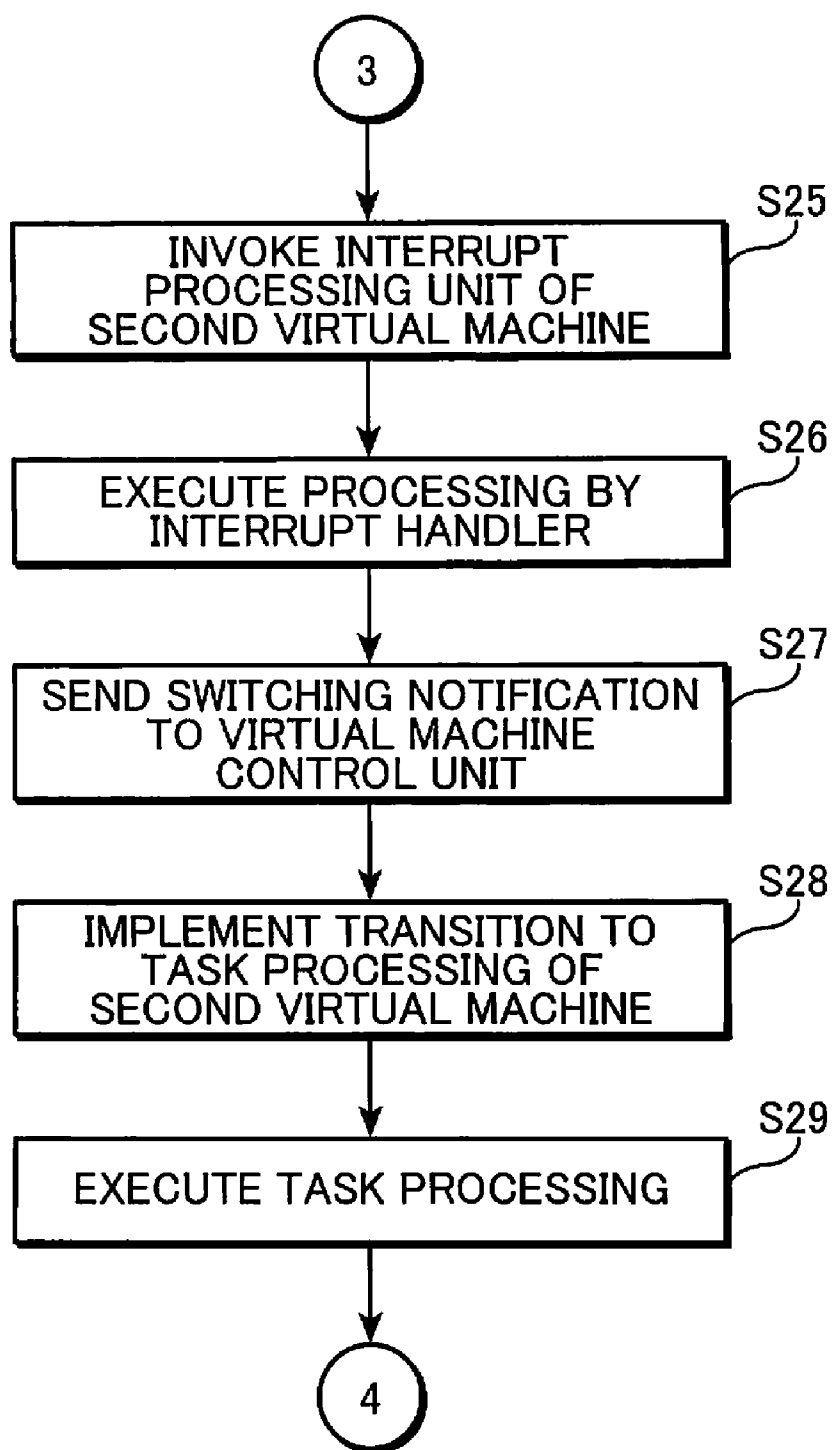 3
S25
INVOKE INTERRUPT
PROCESSING UNIT OF
SECOND VIRTUAL MACHINE
S26
EXECUTE PROCESSING BY
INTERRUPT HANDLER
S27
SEND SWITCHING NOTIFICATION
TO VIRTUAL MACHINE
CONTROL UNIT
S28
IMPLEMENT TRANSITION TO
TASK PROCESSING OF
SECOND VIRTUAL MACHINE
S29
EXECUTE TASK PROCESSING
4